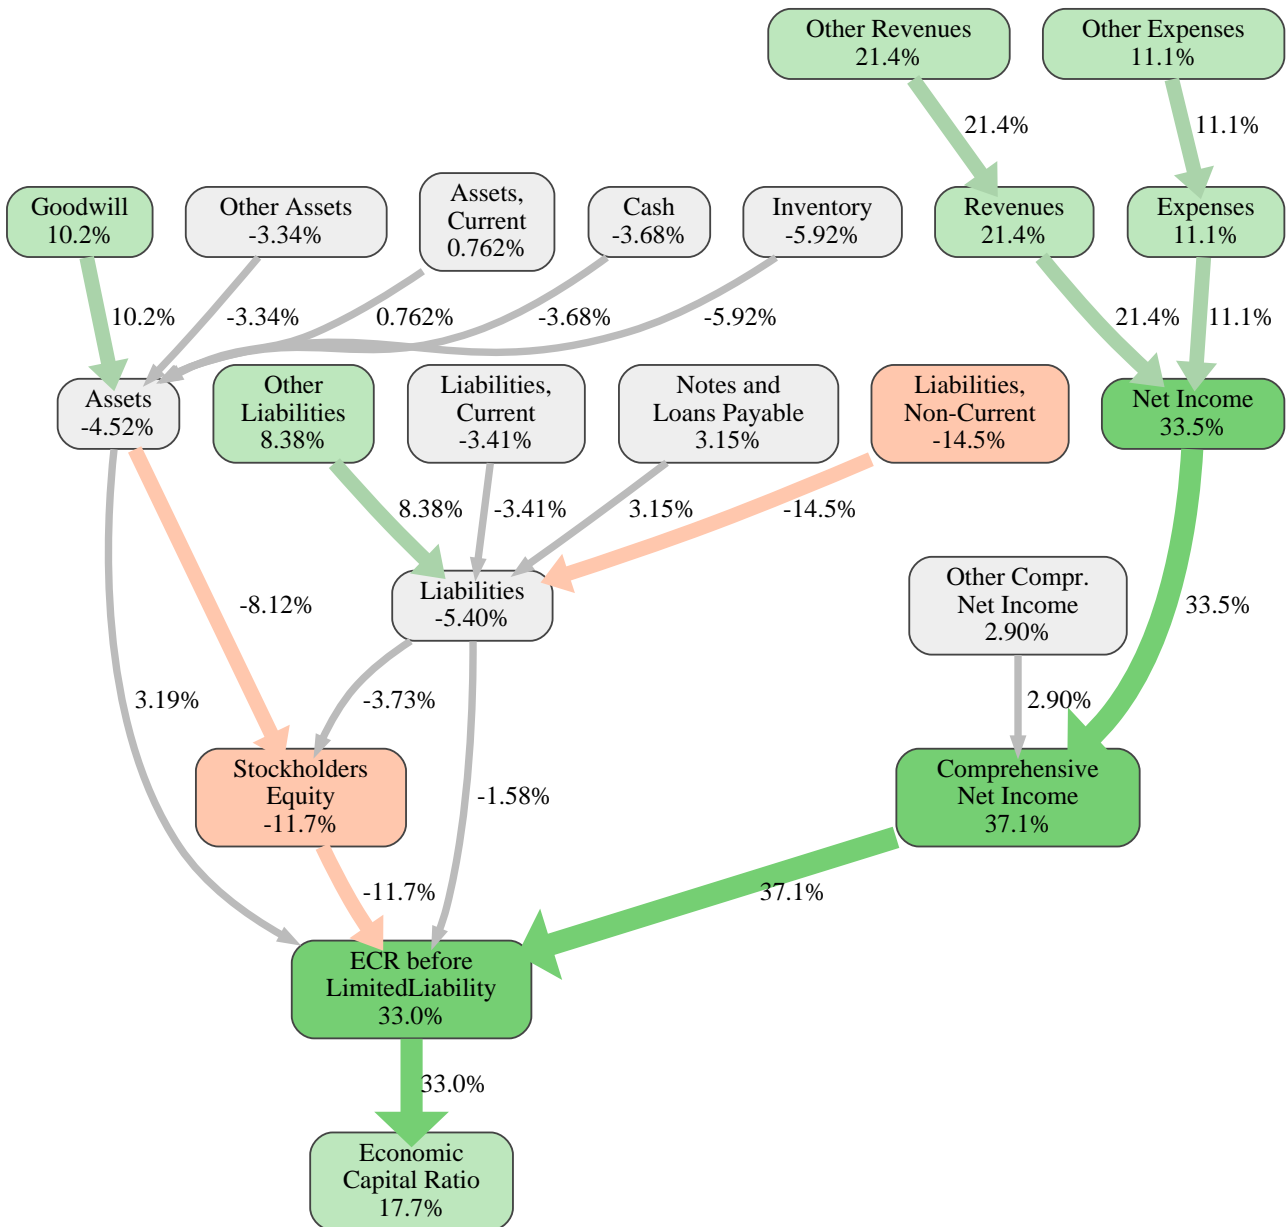 Other Revenues
21.4%
Other Expenses
11.1%
21.4%
11.1%
Goodwill
10.2%
Other Assets
-3.34%
Assets,
Current
0.762%
Cash
-3.68%
Inventory
-5.92%
Revenues
21.4%
Expenses
11.1%
10.2%
-3.34%
0.762%
-3.68%
-5.92%
21.4%
11.1%
Assets
-4.52%
Other
Liabilities
8.38%
Liabilities,
Current
-3.41%
Notes and
Loans Payable
3.15%
Liabilities,
Non-Current
-14.5%
Net Income
33.5%
8.38%
-3.41%
3.15%
-14.5%
-8.12%
Liabilities
-5.40%
Other Compr.
Net Income
2.90%
33.5%
3.19%
-3.73%
2.90%
Stockholders
Equity
-11.7%
-1.58%
Comprehensive
Net Income
37.1%
-11.7%
37.1%
ECR before
LimitedLiability
33.0%
33.0%
Economic
Capital Ratio
17.7%